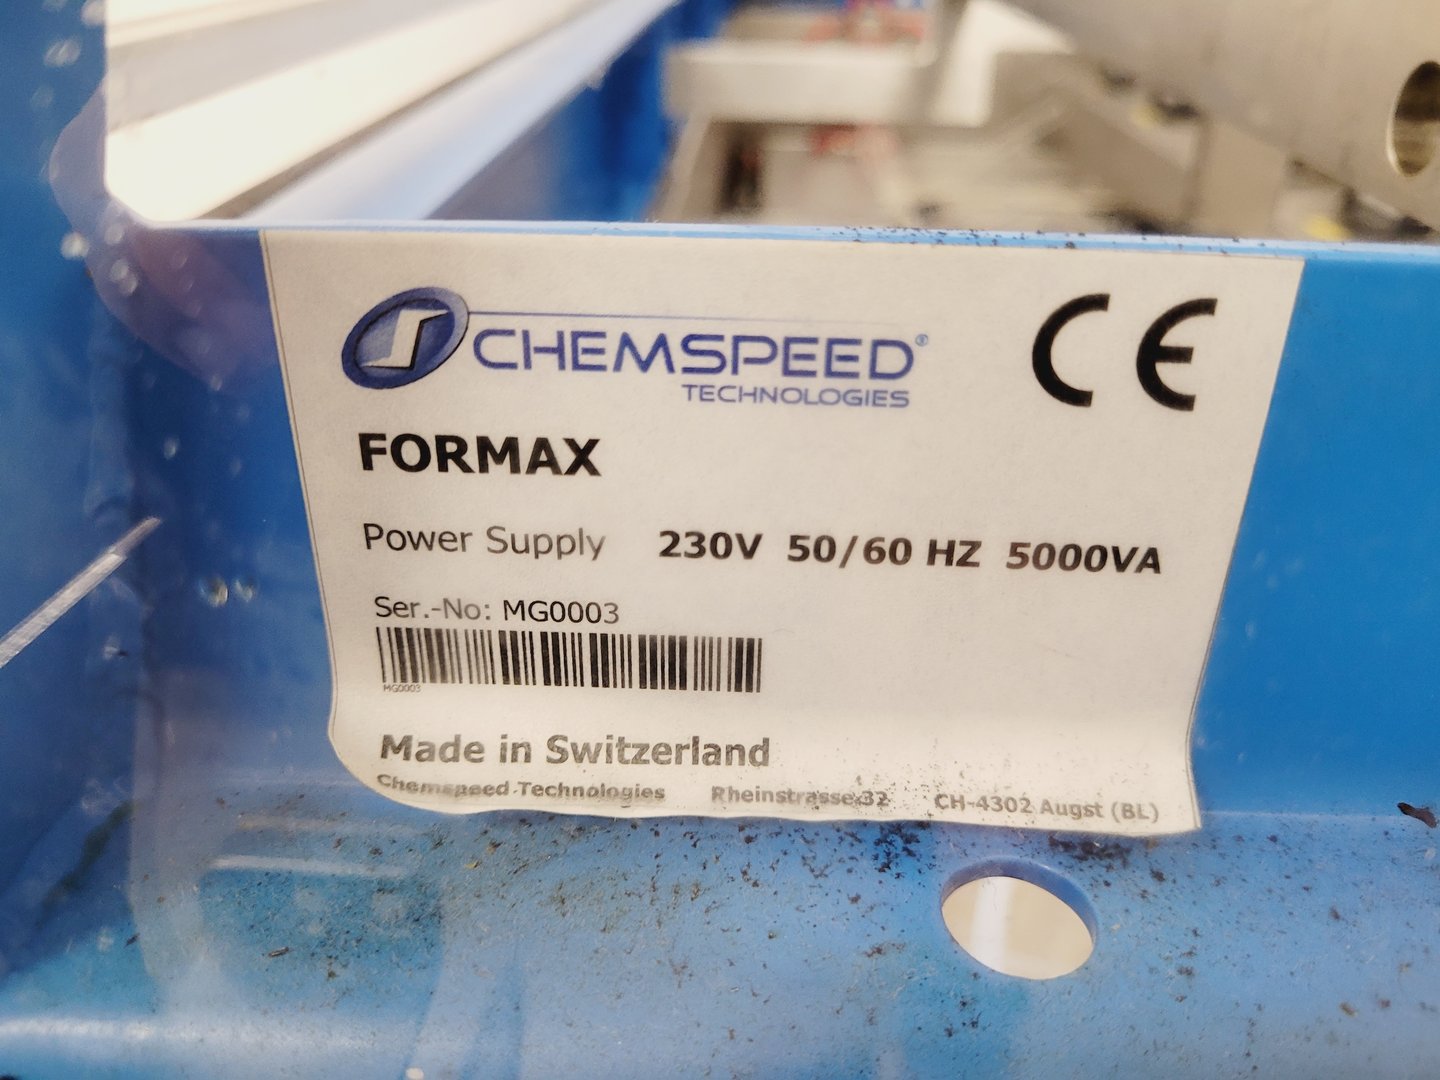 CHEMSPEED®
TECHNOLOGIES
CE
FORMAX
Power Supply 230V 50/60 HZ 5000VA
Ser.-No: MG0003
MG0003
Made in Switzerland
Chemspeed Technologies Rheinstrasse 32 CH-4302 Augst (BL)